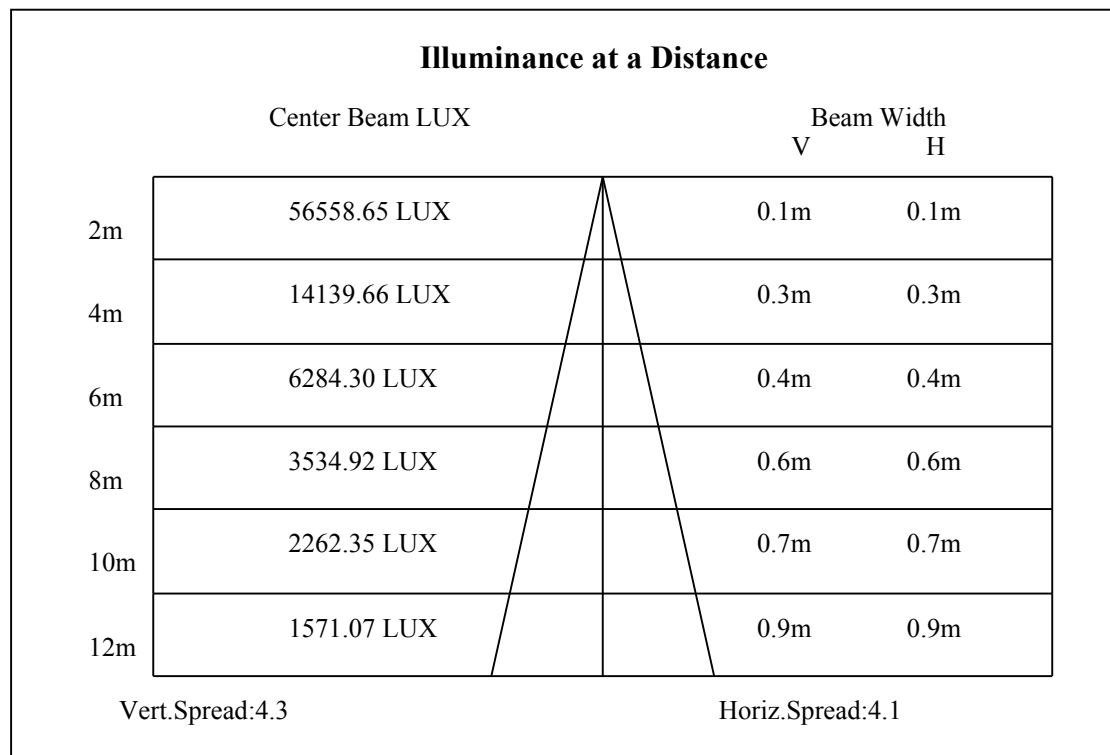 Illuminance at a Distance
Center Beam LUX Beam Width
V H
56558.65 LUX 0.1m 0.1m
2m
14139.66 LUX 0.3m 0.3m
4m
6284.30 LUX 0.4m 0.4m
6m
3534.92 LUX 0.6m 0.6m
8m
2262.35 LUX 0.7m 0.7m
10m
1571.07 LUX 0.9m 0.9m
12m
Vert.Spread:4.3 Horiz.Spread:4.1